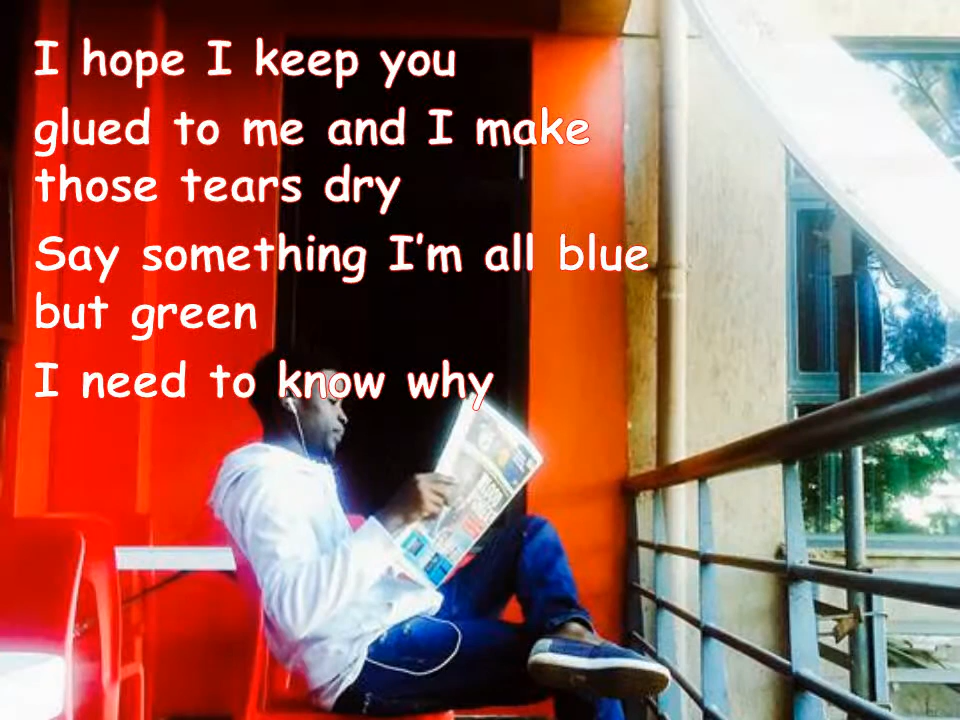 I hope I keep you
glued to me and I make
those tears dry
Say something I'm all blue
but green
I need to know why